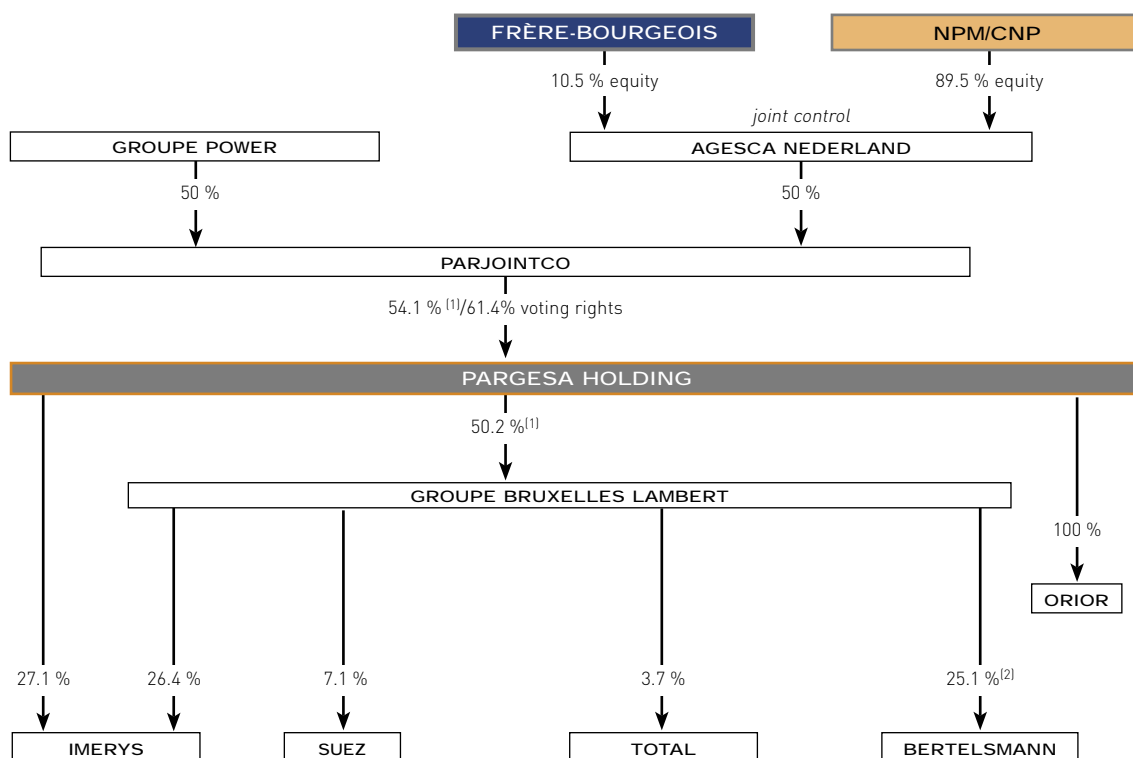 FRÈRE-BOURGEOIS
NPM/CNP
10.5 % equity
89.5 % equity
joint control
GROUPE POWER
AGESCA NEDERLAND
50 %
50 %
PARJOINTCO
54.1 % (1)/61.4% voting rights
PARGESA HOLDING
50.2 %(1)
GROUPE BRUXELLES LAMBERT
100 %
ORIOR
27.1 %
26.4 %
7.1 %
3.7 %
25.1 %(2)
IMERYS
SUEZ
TOTAL
BERTELSMANN